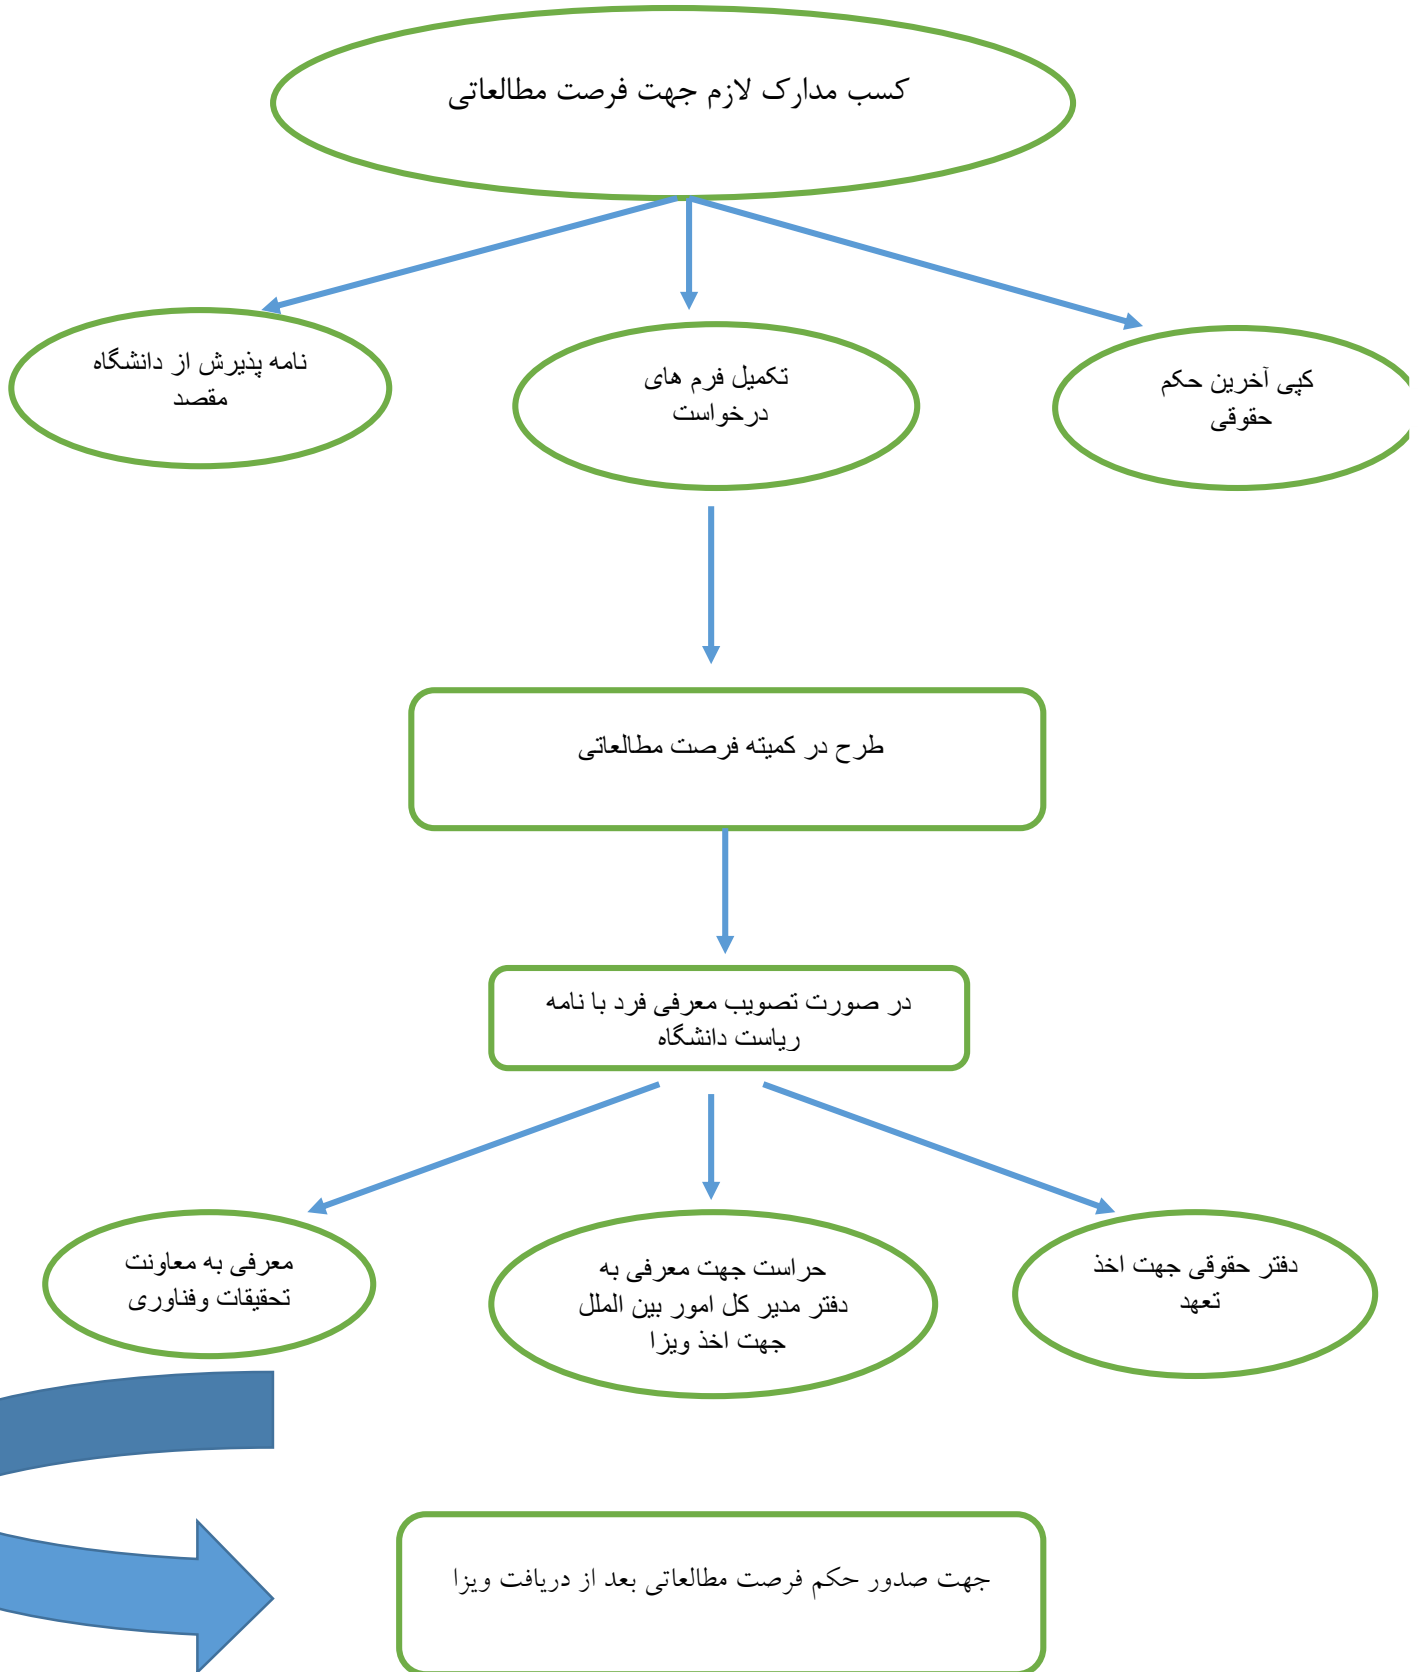 کسب مدارک لازم جهت فرصت مطالعاتی
کپی آخرین حکم
حقوقی
تکمیل فرم های
درخواست
نامه پذیرش از دانشگاه
مقصد
طرح در کمیته فرصت مطالعاتی
در صورت تصویب معرفی فرد با نامه
ریاست دانشگاه
دفتر حقوقی جهت اخذ
تعهد
حراست جهت معرفی به
دفتر مدیر کل امور بین الملل
جهت اخذ ویزا
معرفی به معاونت
تحقیقات وفناوری
جهت صدور حکم فرصت مطالعاتی بعد از دریافت ویزا